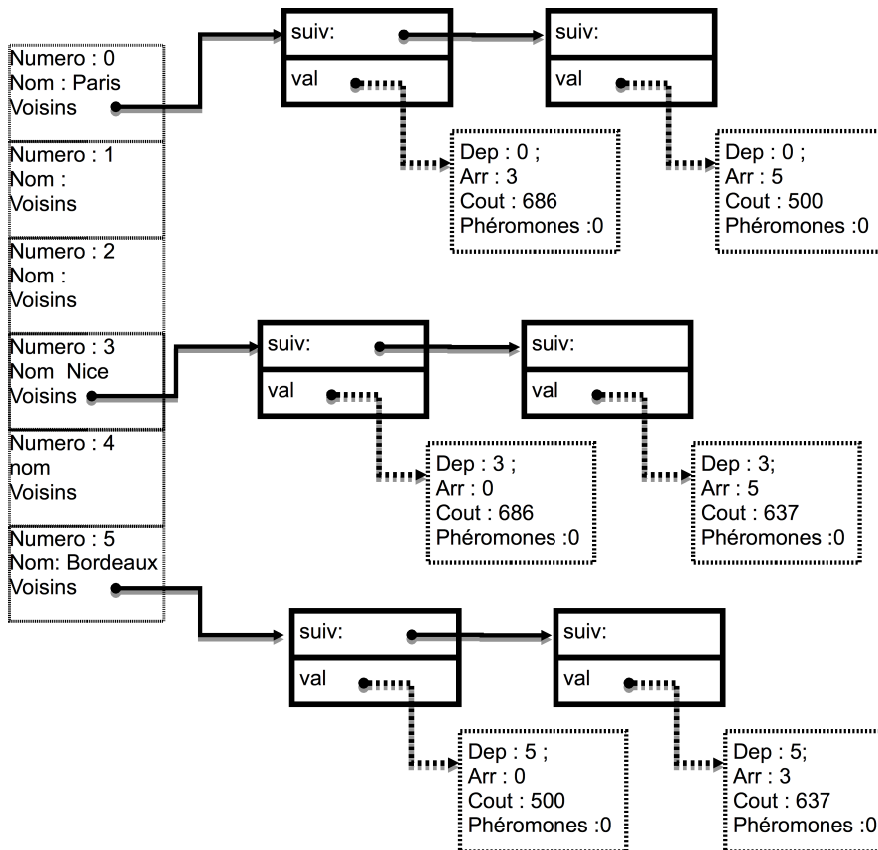 Numero : 0
Nom : Paris
Voisins
Numero : 1
Nom :
Voisins
Numero : 2
Nom :
Voisins
Numero : 3
Nom Nice
Voisins
Numero : 4
nom
Voisins
Numero : 5
Nom: Bordeaux
Voisins
suiv:
val
suiv:
val
Dep : 0 ;
Arr : 3
Cout : 686
Phéromones :0
Dep : 0 ;
Arr : 5
Cout : 500
Phéromones :0
suiv:
val
suiv:
val
Dep : 3 ;
Arr : 0
Cout : 686
Phéromones :0
Dep : 3;
Arr : 5
Cout : 637
Phéromones :0
suiv:
val
suiv:
val
Dep : 5 ;
Arr : 0
Cout : 500
Phéromones :0
Dep : 5;
Arr : 3
Cout : 637
Phéromones :0